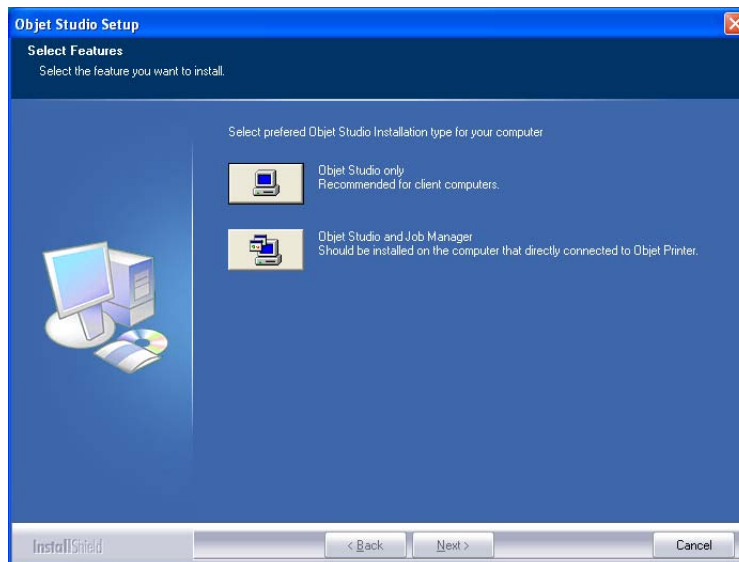 Objet Studio Setup
Select Features
Select the feature you want to install.
Select prefered Objet Studio Installation type for your computer
Objet Studio only
Recommended for client computers.
Objet Studio and Job Manager
Should be installed on the computer that directly connected to Objet Printer.
InstallShield
< Back
Next >
Cancel